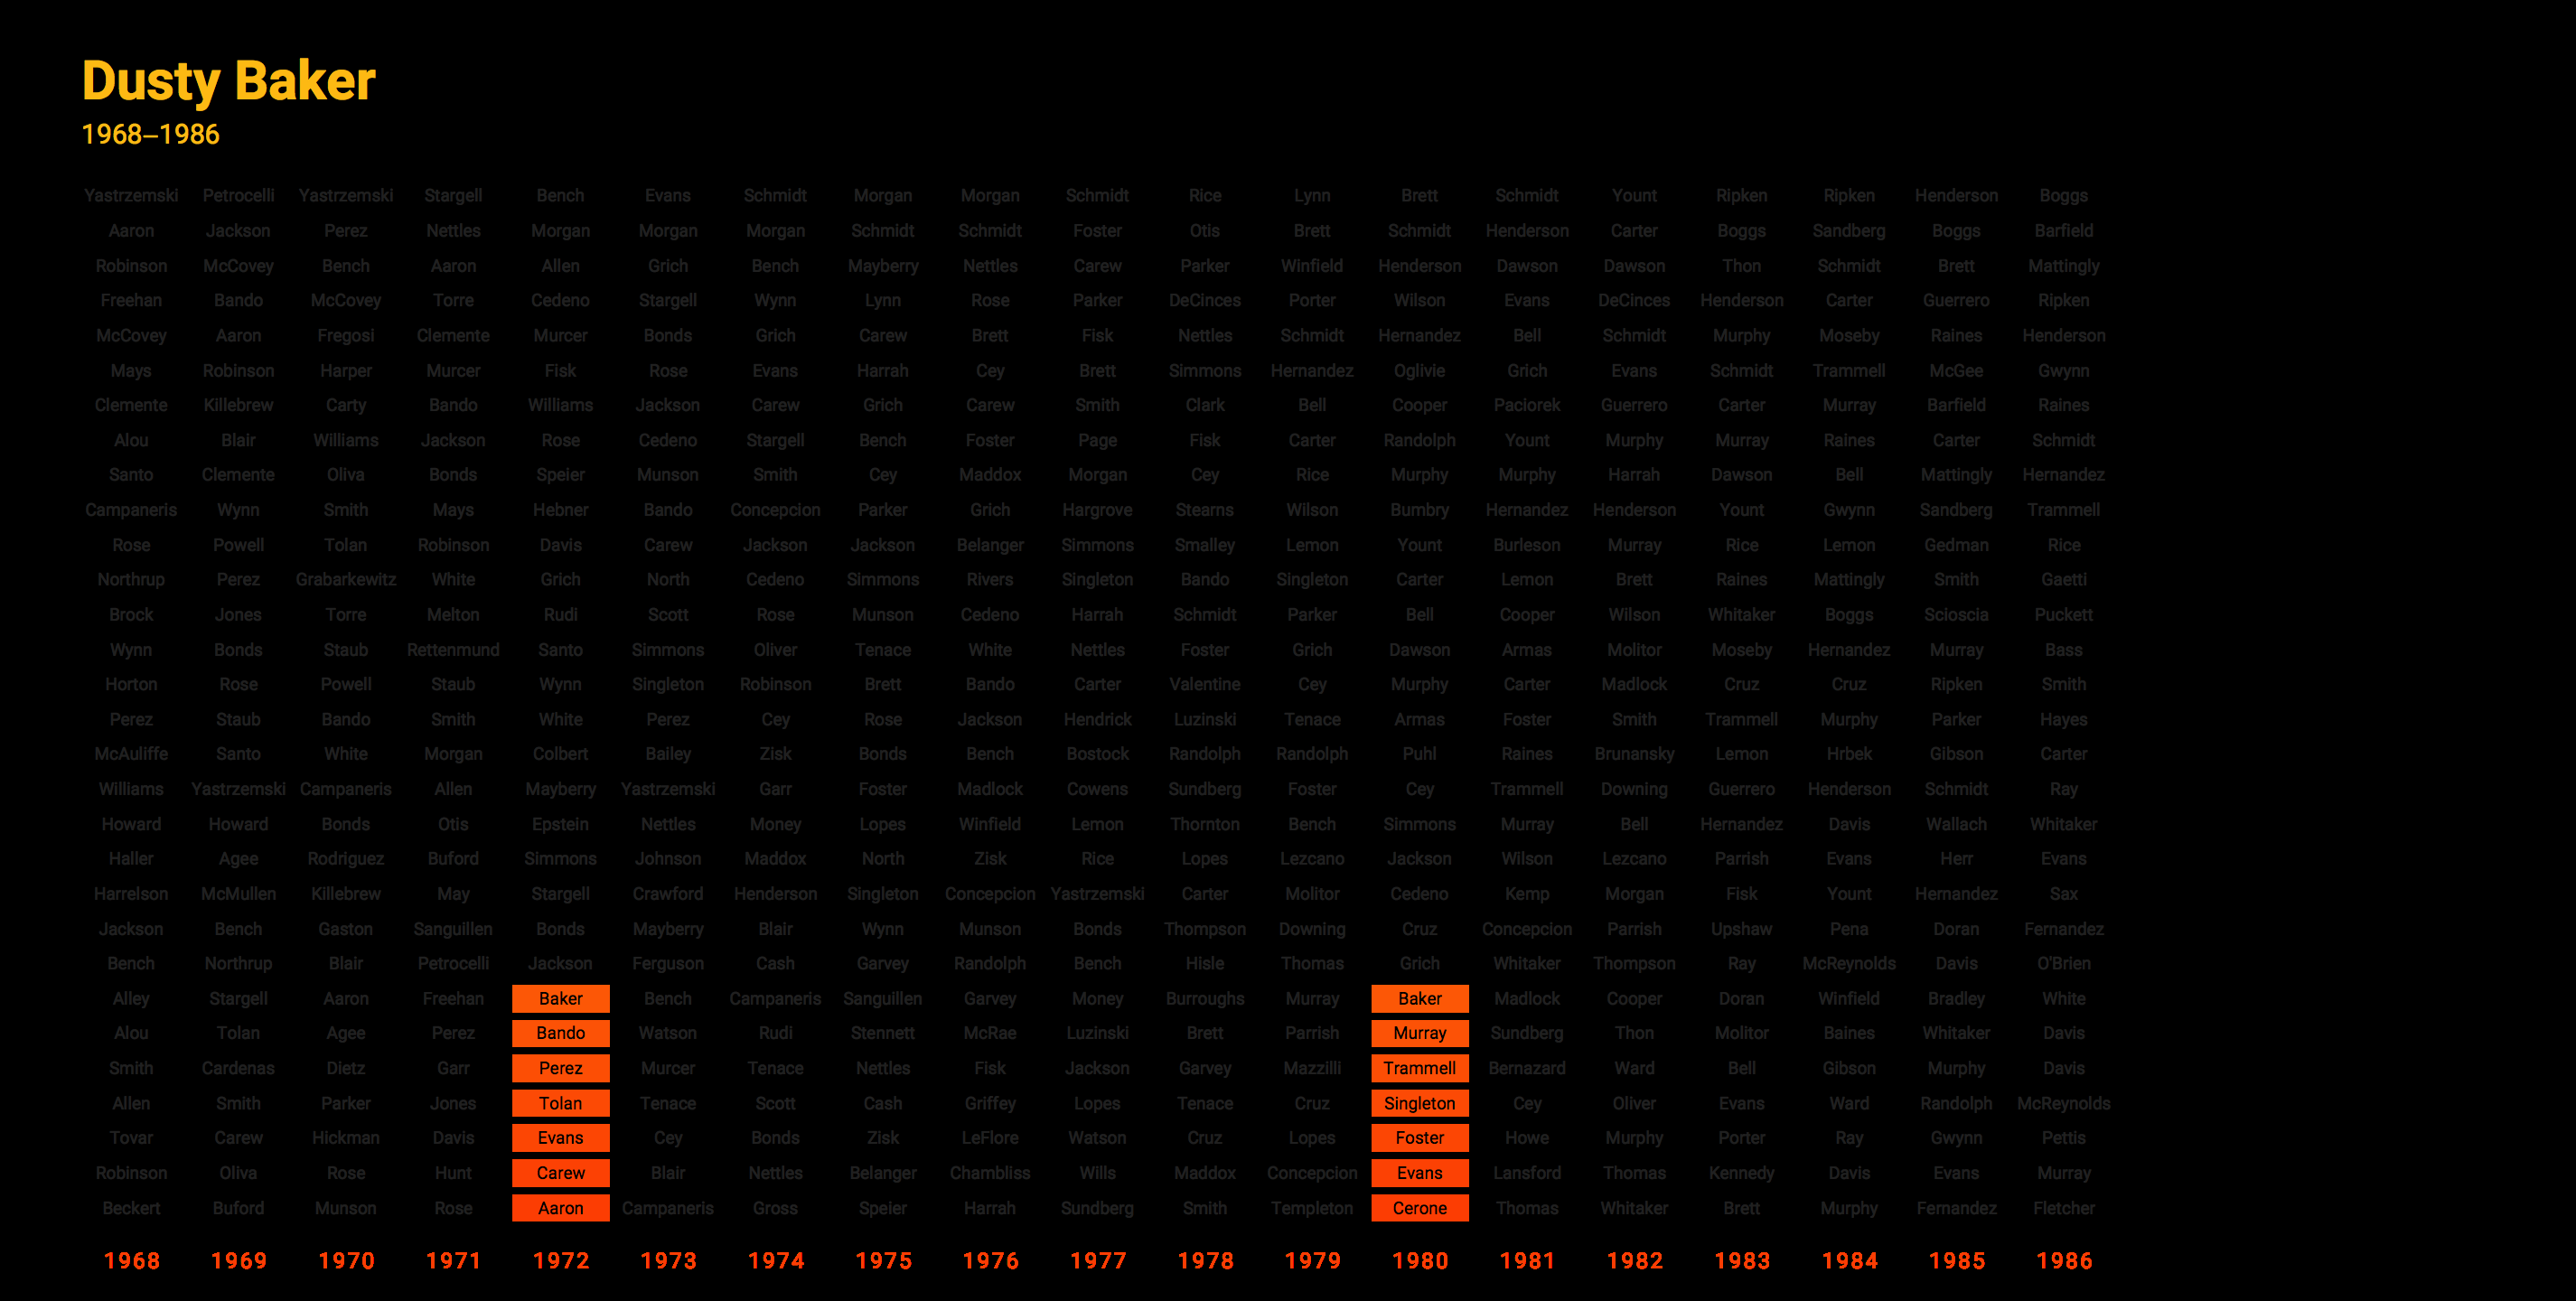 Dusty Baker
1968–1986
Yastrzemski Petrocelli Yastrzemski Stargell Bench Evans Schmidt Morgan Morgan Schmidt Rice Lynn Brett Schmidt Yount Ripken Ripken Henderson Boggs
Aaron Jackson Perez Nettles Morgan Morgan Morgan Schmidt Schmidt Foster Otis Brett Schmidt Henderson Carter Boggs Sandberg Boggs Barfield
Robinson McCovey Bench Aaron Allen Grich Bench Mayberry Nettles Carew Parker Winfield Henderson Dawson Dawson Thon Schmidt Brett Mattingly
Freehan Bando McCovey Torre Cedeno Stargell Wynn Lynn Rose Parker DeCinces Porter Wilson Evans DeCinces Henderson Carter Guerrero Ripken
McCovey Aaron Fregosi Clemente Murcer Bonds Grich Carew Brett Fisk Nettles Schmidt Hernandez Bell Schmidt Murphy Moseby Raines Henderson
Mays Robinson Harper Murcer Fisk Rose Evans Harrah Cey Brett Simmons Hernandez Oglivie Grich Evans Schmidt Trammell McGee Gwynn
Clemente Killebrew Carty Bando Williams Jackson Carew Grich Carew Smith Clark Bell Cooper Paciorek Guerrero Carter Murray Barfield Raines
Alou Blair Williams Jackson Rose Cedeno Stargell Bench Foster Page Fisk Carter Randolph Yount Murphy Murray Raines Carter Schmidt
Santo Clemente Oliva Bonds Speier Munson Smith Cey Maddox Morgan Cey Rice Murphy Murphy Harrah Dawson Bell Mattingly Hernandez
Campaneris Wynn Smith Mays Hebner Bando Concepcion Parker Grich Hargrove Stearns Wilson Bumbry Hernandez Henderson Yount Gwynn Sandberg Trammell
Rose Powell Tolan Robinson Davis Carew Jackson Jackson Belanger Simmons Smalley Lemon Yount Burleson Murray Rice Lemon Gedman Rice
Northrup Perez Grabarkewitz White Grich North Cedeno Simmons Rivers Singleton Bando Singleton Carter Lemon Brett Raines Mattingly Smith Gaetti
Brock Jones Torre Melton Rudi Scott Rose Munson Cedeno Harrah Schmidt Parker Bell Cooper Wilson Whitaker Boggs Scioscia Puckett
Wynn Bonds Staub Rettenmund Santo Simmons Oliver Tenace White Nettles Foster Grich Dawson Armas Molitor Moseby Hernandez Murray Bass
Horton Rose Powell Staub Wynn Singleton Robinson Brett Bando Carter Valentine Cey Murphy Carter Madlock Cruz Cruz Ripken Smith
Perez Staub Bando Smith White Perez Cey Rose Jackson Hendrick Luzinski Tenace Armas Foster Smith Trammell Murphy Parker Hayes
McAuliffe Santo White Morgan Colbert Bailey Zisk Bonds Bench Bostock Randolph Randolph Puhl Raines Brunansky Lemon Hrbek Gibson Carter
Williams Yastrzemski Campaneris Allen Mayberry Yastrzemski Garr Foster Madlock Cowens Sundberg Foster Cey Trammell Downing Guerrero Henderson Schmidt Ray
Howard Howard Bonds Otis Epstein Nettles Money Lopes Winfield Lemon Thornton Bench Simmons Murray Bell Hernandez Davis Wallach Whitaker
Haller Agee Rodriguez Buford Simmons Johnson Maddox North Zisk Rice Lopes Lezcano Jackson Wilson Lezcano Parrish Evans Herr Evans
Harrelson McMullen Killebrew May Stargell Crawford Henderson Singleton Concepcion Yastrzemski Carter Molitor Cedeno Kemp Morgan Fisk Yount Hernandez Sax
Jackson Bench Gaston Sanguillen Bonds Mayberry Blair Wynn Munson Bonds Thompson Downing Cruz Concepcion Parrish Upshaw Pena Doran Fernandez
Bench Northrup Blair Petrocelli Jackson Ferguson Cash Garvey Randolph Bench Hisle Thomas Grich Whitaker Thompson Ray McReynolds Davis O'Brien
Alley Stargell Aaron Freehan Baker Bench Campaneris Sanguillen Garvey Money Burroughs Murray Baker Madlock Cooper Doran Winfield Bradley White
Alou Tolan Agee Perez Bando Watson Rudi Stennett McRae Luzinski Brett Parrish Murray Sundberg Thon Molitor Baines Whitaker Davis
Smith Cardenas Dietz Garr Perez Murcer Tenace Nettles Fisk Jackson Garvey Mazzilli Trammell Bernazard Ward Bell Gibson Murphy Davis
Allen Smith Parker Jones Tolan Tenace Scott Cash Griffey Lopes Tenace Cruz Singleton Cey Oliver Evans Ward Randolph McReynolds
Tovar Carew Hickman Davis Evans Cey Bonds Zisk LeFlore Watson Cruz Lopes Foster Howe Murphy Porter Ray Gwynn Pettis
Robinson Oliva Rose Hunt Carew Blair Nettles Belanger Chambliss Wills Maddox Concepcion Evans Lansford Thomas Kennedy Davis Evans Murray
Beckert Buford Munson Rose Aaron Campaneris Gross Speier Harrah Sundberg Smith Templeton Cerone Thomas Whitaker Brett Murphy Fernandez Fletcher
1968 1969 1970 1971 1972 1973 1974 1975 1976 1977 1978 1979 1980 1981 1982 1983 1984 1985 1986